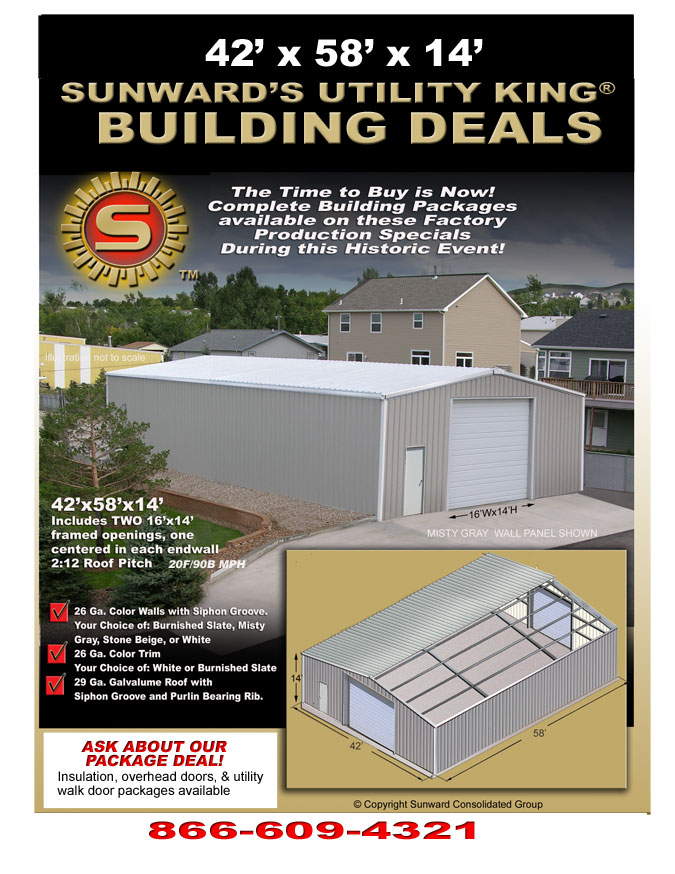 42' x 58' x 14'
SUNWARD'S UTILITY KING®
BUILDING DEALS
S
TM
The Time to Buy is Now!
Complete Building Packages
available on these Factory
Production Specials
During this Historic Event!
illustration not to scale
42'x58'x14'
Includes TWO 16'x14'
framed openings, one
centered in each endwall
2:12 Roof Pitch 20F/90B MPH
16'Wx14'H
MISTY GRAY WALL PANEL SHOWN
26 Ga. Color Walls with Siphon Groove.
Your Choice of: Burnished Slate, Misty
Gray, Stone Beige, or White
26 Ga. Color Trim
Your Choice of: White or Burnished Slate
29 Ga. Galvalume Roof with
Siphon Groove and Purlin Bearing Rib.
14'
42'
58'
ASK ABOUT OUR
PACKAGE DEAL!
Insulation, overhead doors, & utility
walk door packages available
© Copyright Sunward Consolidated Group
866-609-4321